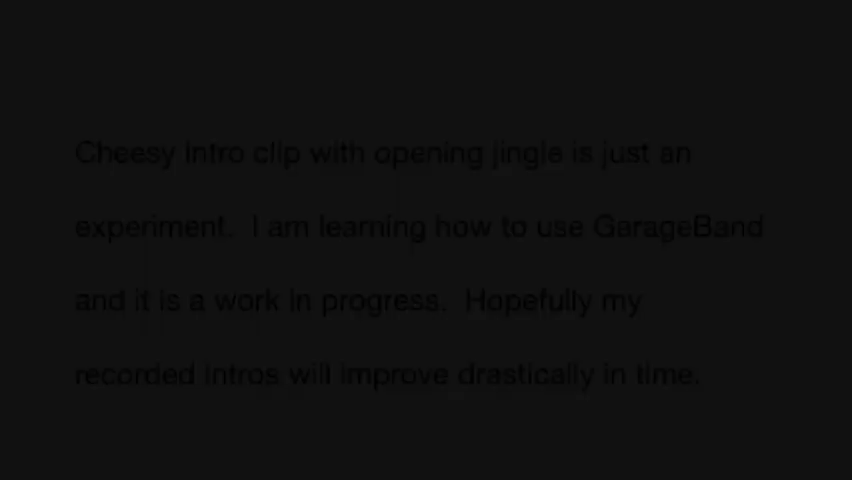 Cheesy intro clip with opening jingle is just an
experiment.  I am learning how to use GarageBand
and it is a work in progress.  Hopefully my
recorded intros will improve drastically in time.